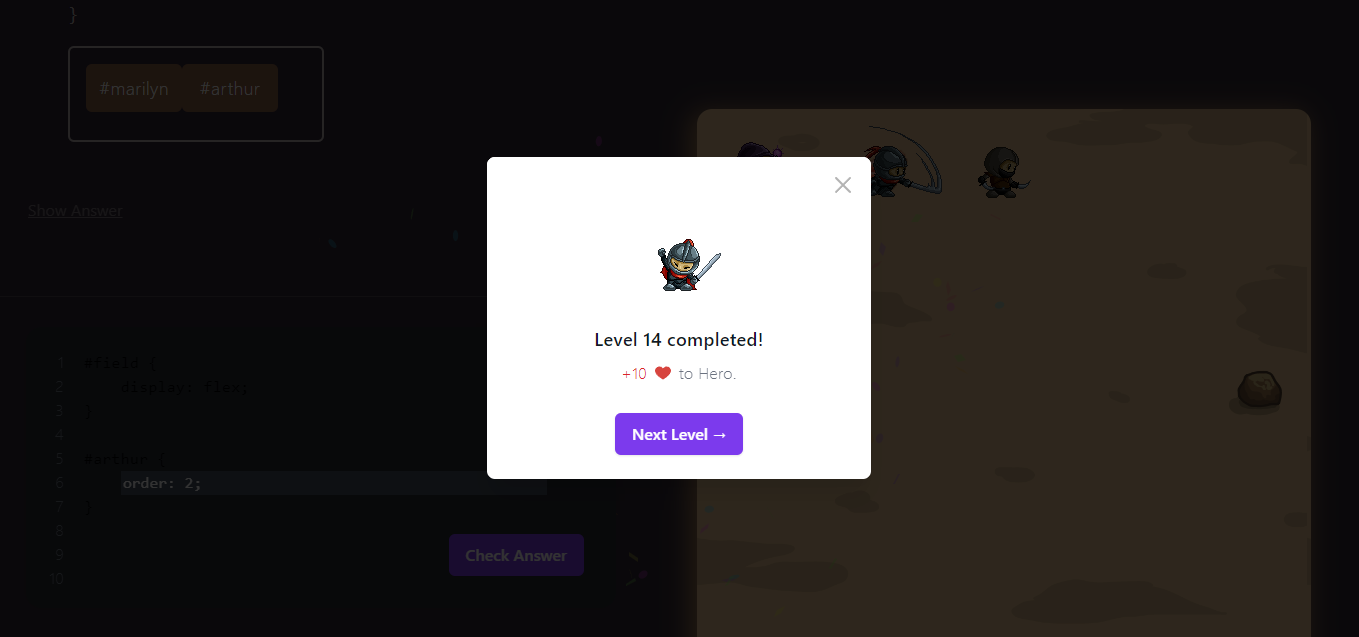 }
#marilyn #arthur
Show Answer
Level 14 completed!
+10 to Hero.
Next Level →
1 #field {
2 display: flex;
3 }
4
5 #arthur {
6 order: 2;
7 }
8
9
10
Check Answer